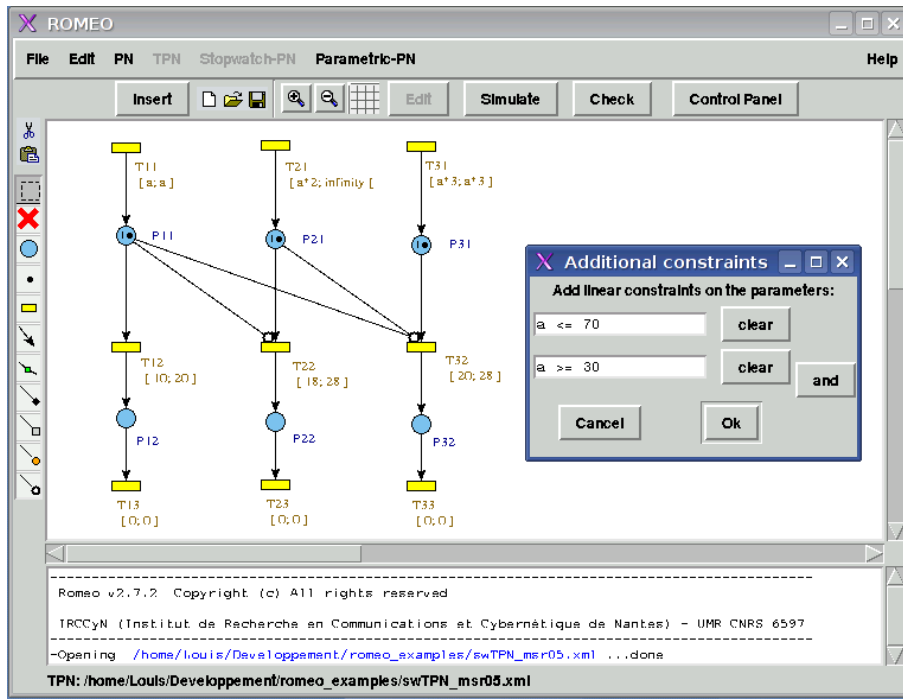 ROMEO
File Edit PN TPN Stopwatch-PN Parametric-PN Help
Insert Edit Simulate Check Control Panel
T11
[ a; a ]
T21
[ a*2; infinity [
T31
[ a*3; a*3 ]
P11
P21
P31
T12
[ 10; 20 ]
T22
[ 18; 28 ]
T32
[ 20; 28 ]
P12
P22
P32
T13
[ 0; 0 ]
T23
[ 0; 0 ]
T33
[ 0; 0 ]
Additional constraints
Add linear constraints on the parameters:
a <= 70 clear
a >= 30 clear
and
Cancel Ok
Romeo v2.7.2 Copyright (c) All rights reserved
IRCCyN (Institut de Recherche en Communications et Cybernétique de Nantes) - UMR CNRS 6597
-Opening /home/Louis/Developpement/romeo_examples/swTPN_msr05.xml ...done
TPN: /home/Louis/Developpement/romeo_examples/swTPN_msr05.xml